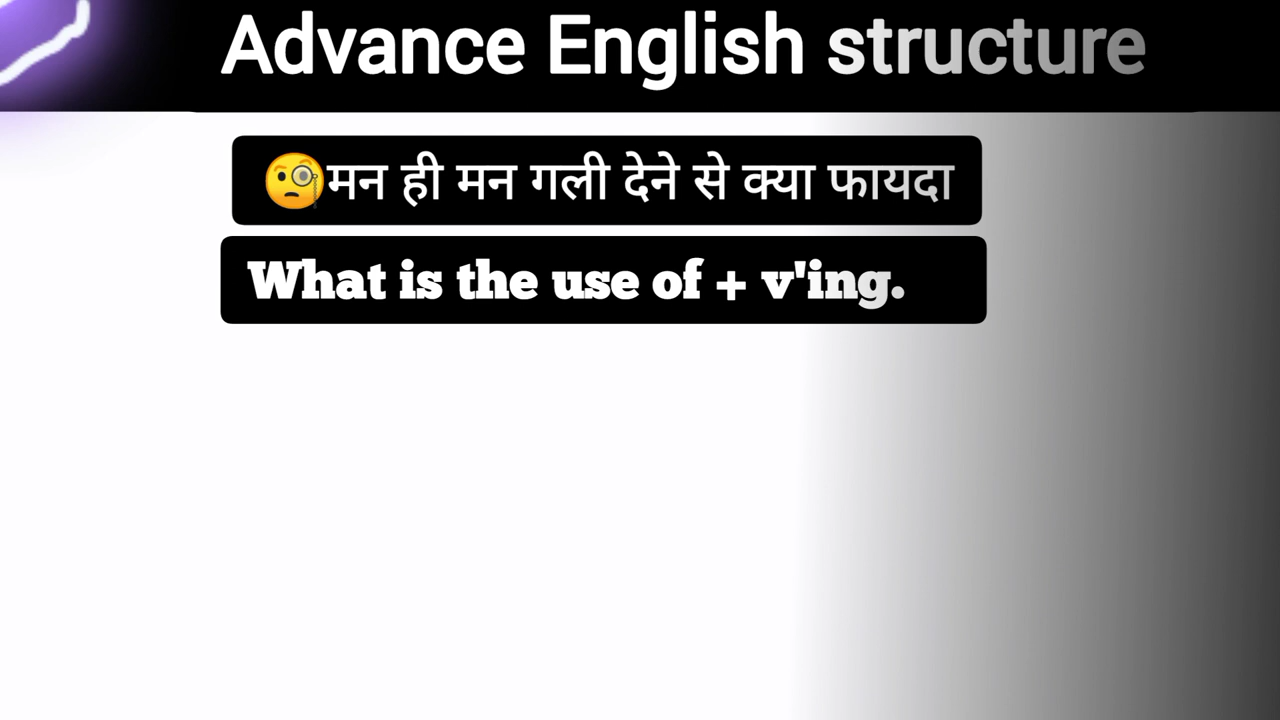 Advance English structure
🧐मन ही मन गली देने से क्या फायदा
What is the use of + v'ing.